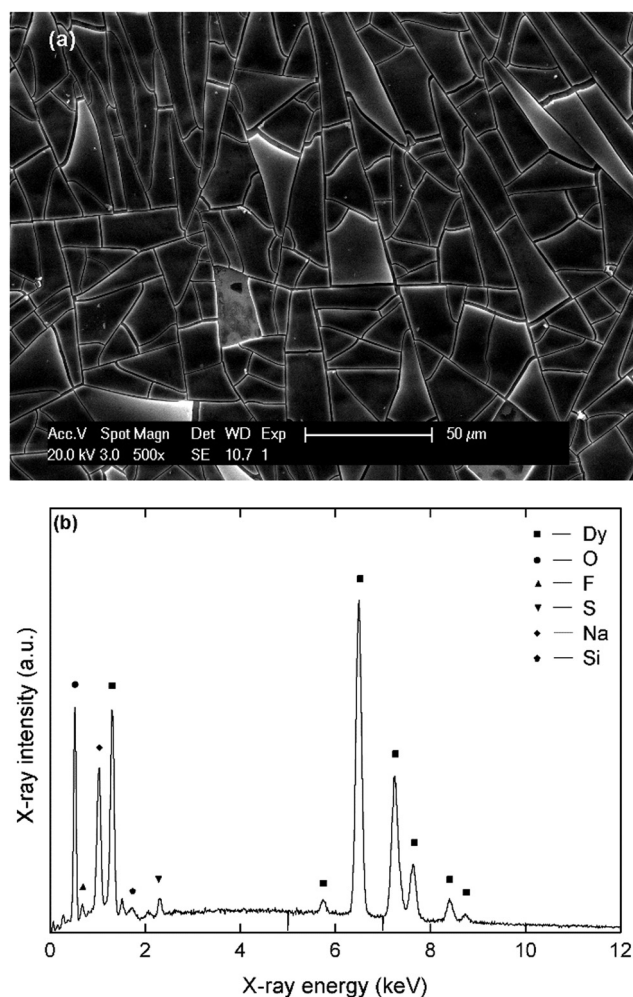 (a)
Acc.V Spot Magn Det WD Exp
20.0 kV 3.0 500x SE 10.7 1
50 µm
(b)
■ — Dy
● — O
▲ — F
▼ — S
◆ — Na
⬟ — Si
X-ray intensity (a.u.)
0 2 4 6 8 10 12
X-ray energy (keV)